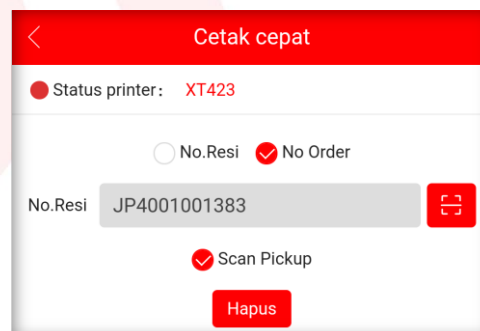 Cetak cepat
Status printer： XT423
No.Resi No Order
No.Resi JP4001001383
Scan Pickup
Hapus